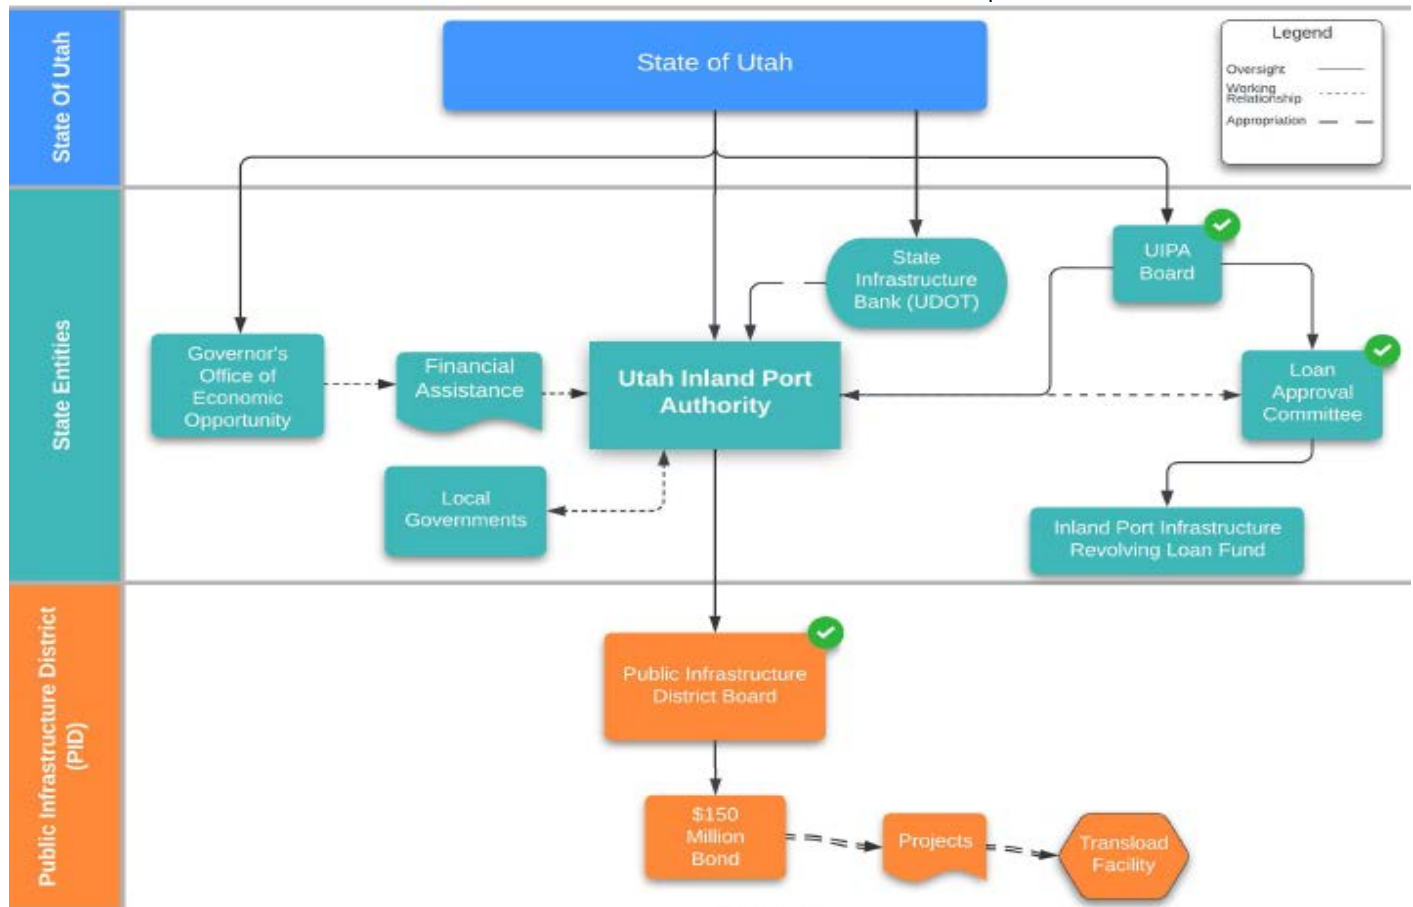 State Of Utah
State of Utah
Legend
Oversight
Working
Relationship
Appropriation
State Entities
State
Infrastructure
Bank (UDOT)
UIPA
Board
Governor's
Office of
Economic
Opportunity
Financial
Assistance
Utah Inland Port
Authority
Loan
Approval
Committee
Local
Governments
Inland Port Infrastructure
Revolving Loan Fund
Public Infrastructure District
(PID)
Public Infrastructure
District Board
$150
Million
Bond
Projects
Transload
Facility